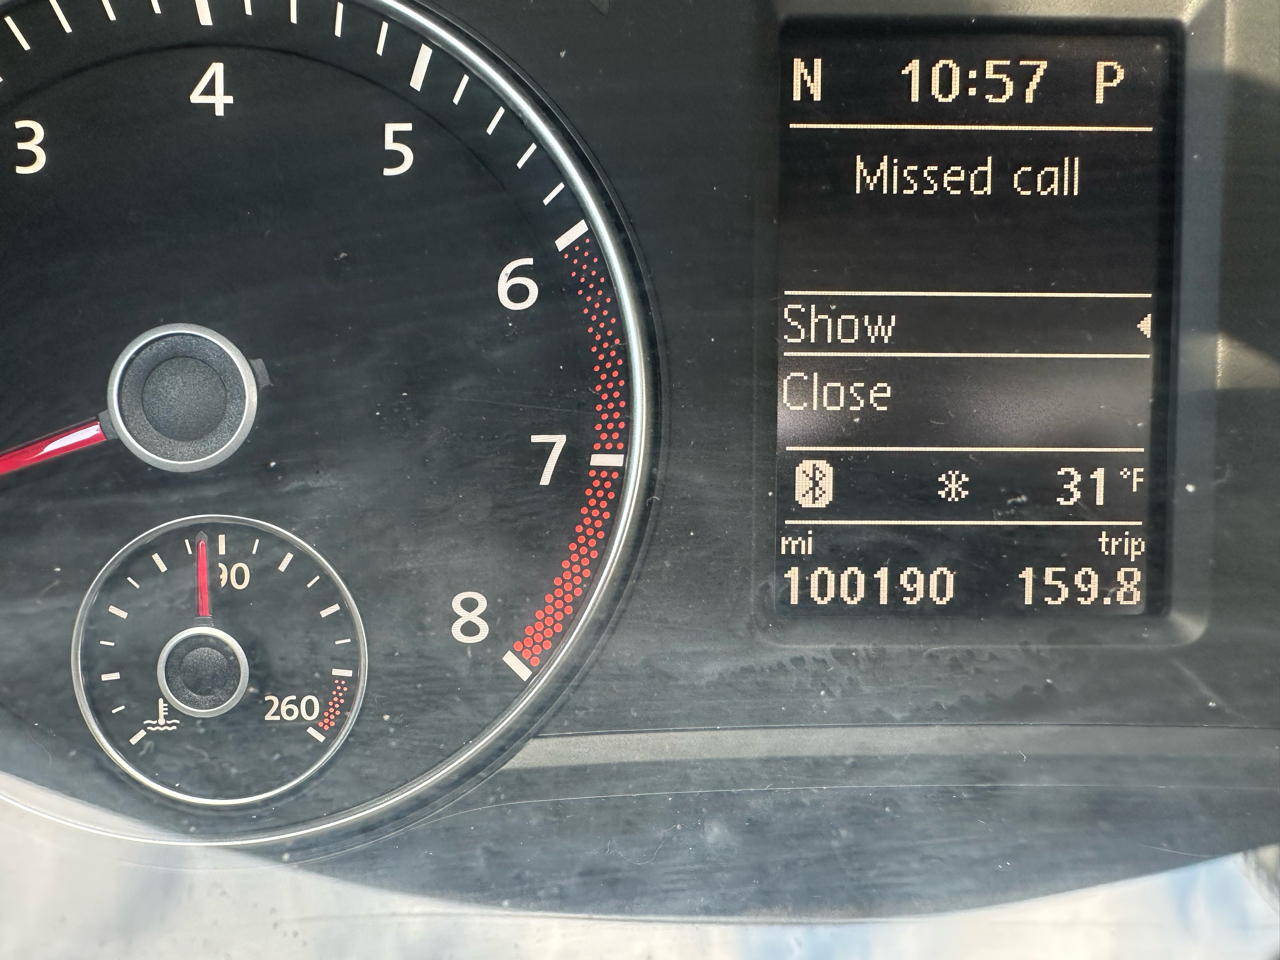 3
4
5
6
7
8
260
N 10:57 P
Missed call
Show
Close
31 °F
mi trip
100190 159.8